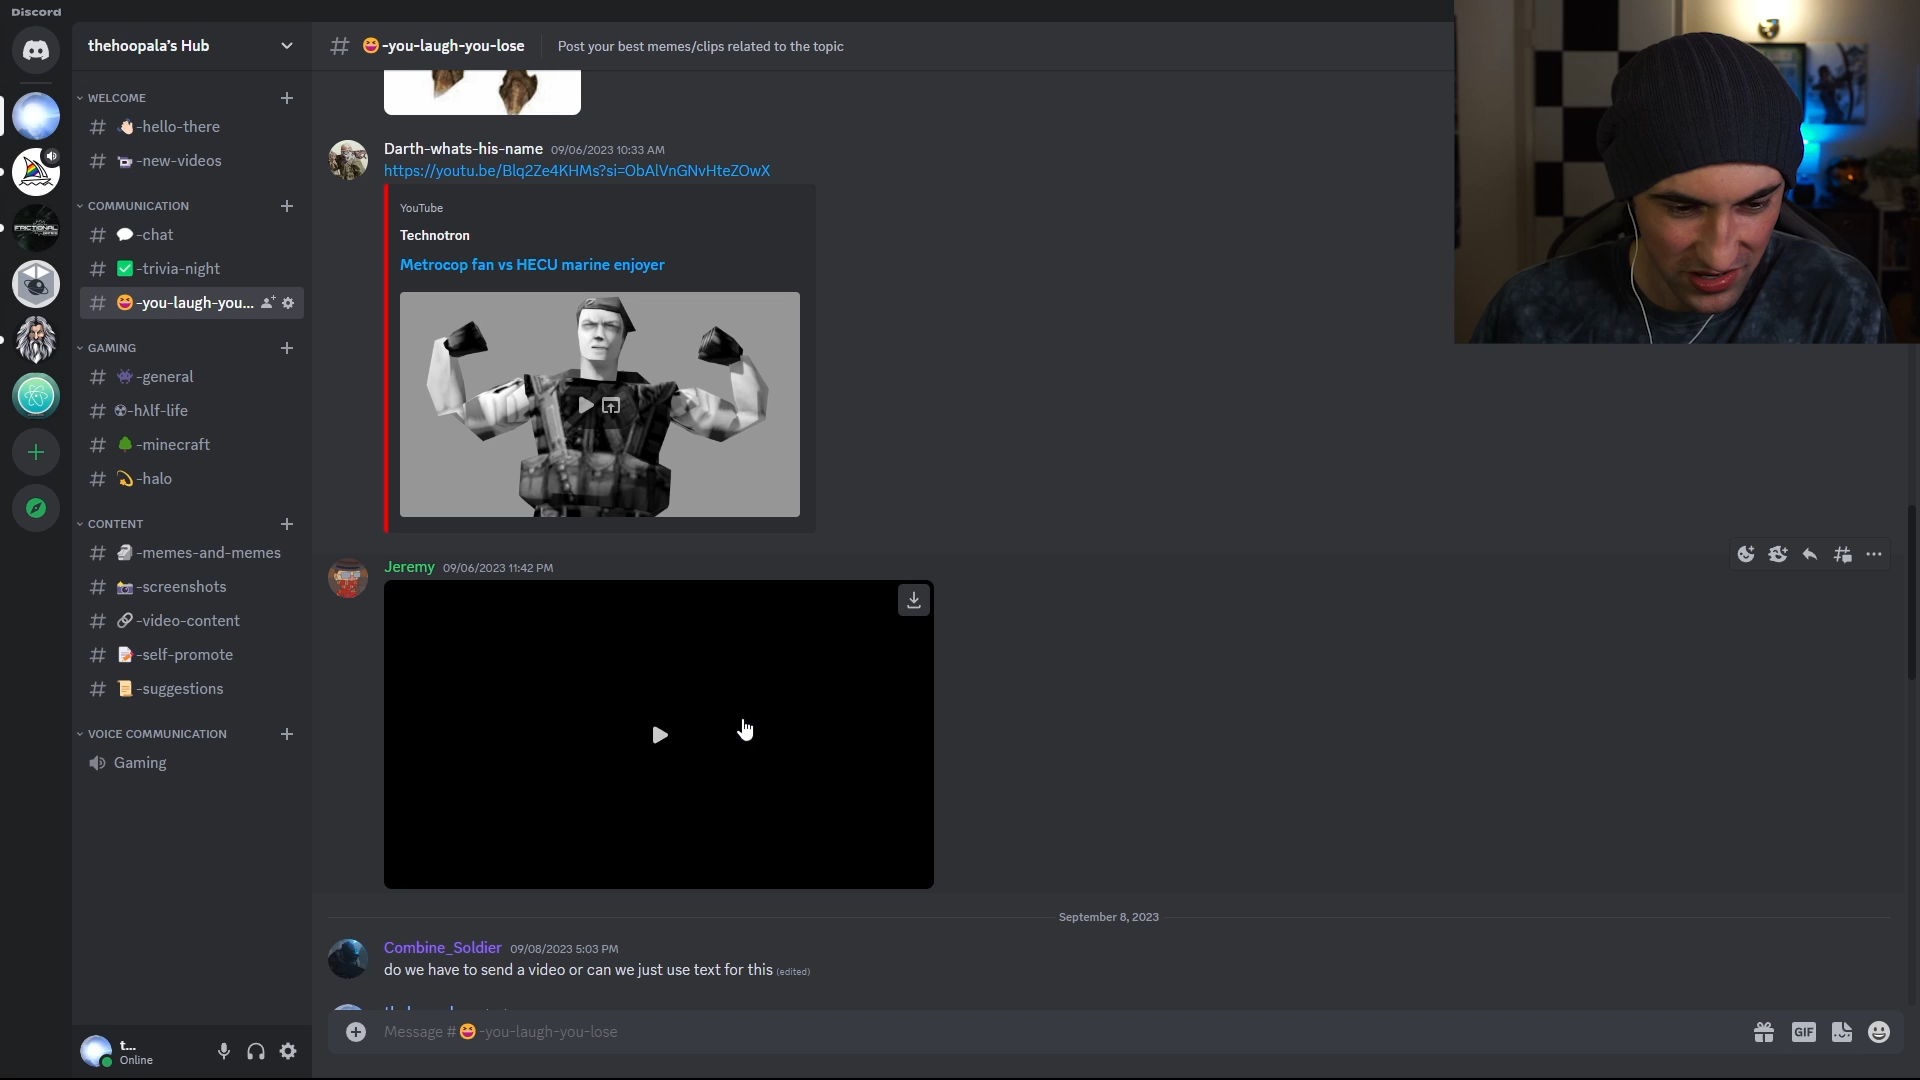 Discord
thehoopala's Hub
WELCOME
-hello-there
-new-videos
COMMUNICATION
-chat
-trivia-night
-you-laugh-you...
GAMING
-general
-hλlf-life
-minecraft
-halo
CONTENT
-memes-and-memes
-screenshots
-video-content
-self-promote
-suggestions
VOICE COMMUNICATION
Gaming
t...
Online
# 😆-you-laugh-you-lose
Post your best memes/clips related to the topic
Darth-whats-his-name 09/06/2023 10:33 AM
https://youtu.be/Blq2Ze4KHMs?si=ObAlVnGNvHteZOwX
YouTube
Technotron
Metrocop fan vs HECU marine enjoyer
Jeremy 09/06/2023 11:42 PM
September 8, 2023
Combine_Soldier 09/08/2023 5:03 PM
do we have to send a video or can we just use text for this (edited)
Message #😆-you-laugh-you-lose
GIF
FRICTIONAL